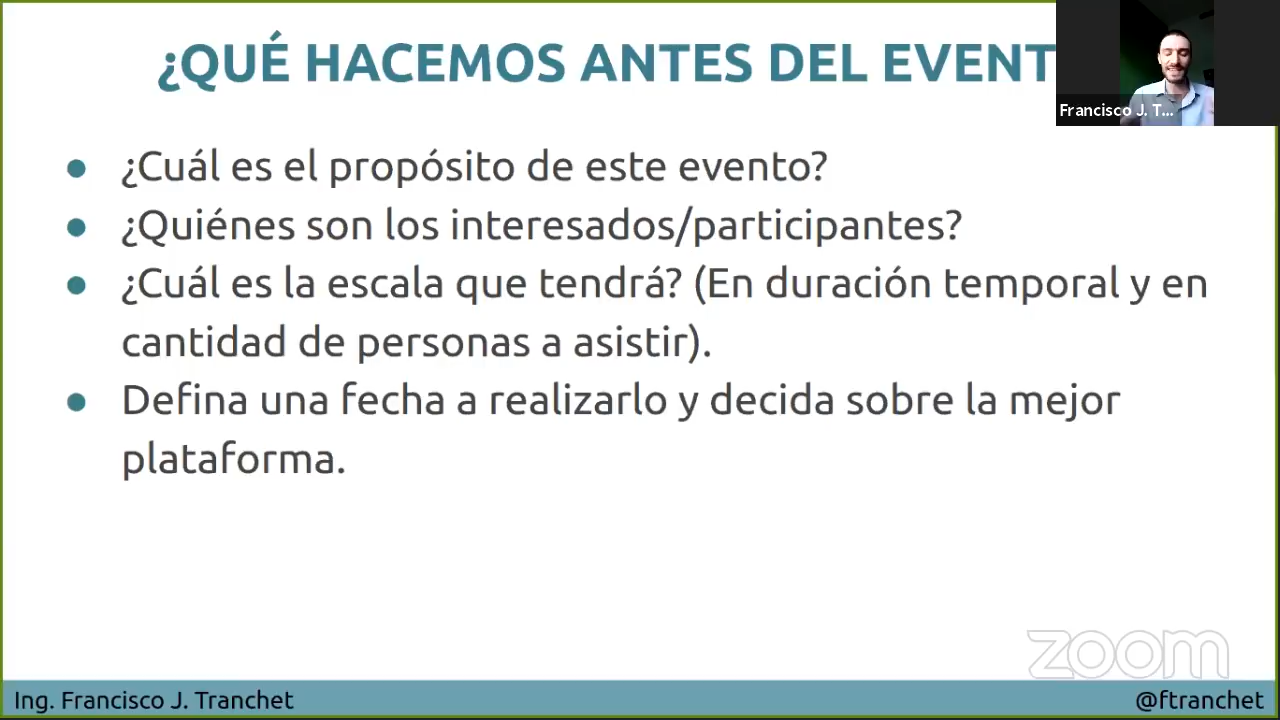 ¿QUÉ HACEMOS ANTES DEL EVENT
Francisco J. T...
● ¿Cuál es el propósito de este evento?
● ¿Quiénes son los interesados/participantes?
● ¿Cuál es la escala que tendrá? (En duración temporal y en
cantidad de personas a asistir).
● Defina una fecha a realizarlo y decida sobre la mejor
plataforma.
zoom
Ing. Francisco J. Tranchet
@ftranchet